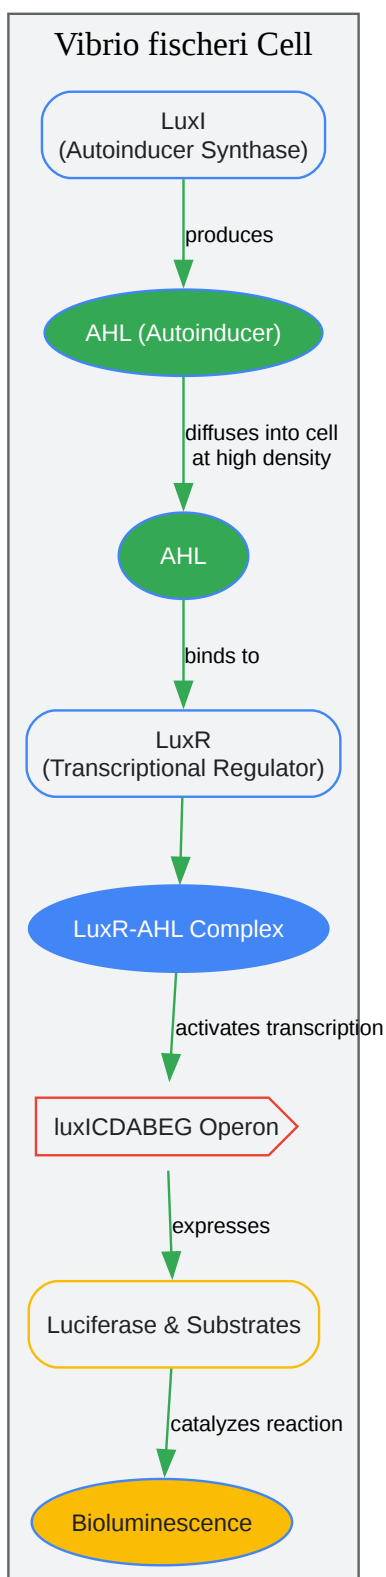 Vibrio fischeri Cell
LuxI
(Autoinducer Synthase)
produces
AHL (Autoinducer)
diffuses into cell
at high density
AHL
binds to
LuxR
(Transcriptional Regulator)
LuxR-AHL Complex
activates transcription
luxICDABEG Operon
expresses
Luciferase & Substrates
catalyzes reaction
Bioluminescence